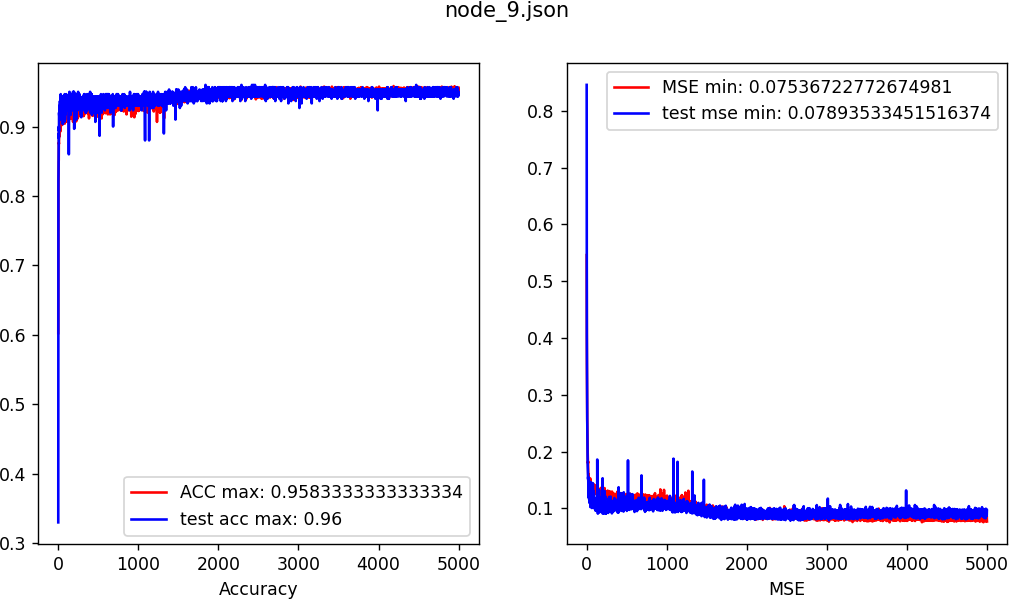 node_9.json
0.9
0.8
0.7
0.6
0.5
0.4
0.3
ACC max: 0.9583333333333334
test acc max: 0.96
0 1000 2000 3000 4000 5000
Accuracy
0.8
0.7
0.6
0.5
0.4
0.3
0.2
0.1
MSE min: 0.07536722772674981
test mse min: 0.07893533451516374
0 1000 2000 3000 4000 5000
MSE